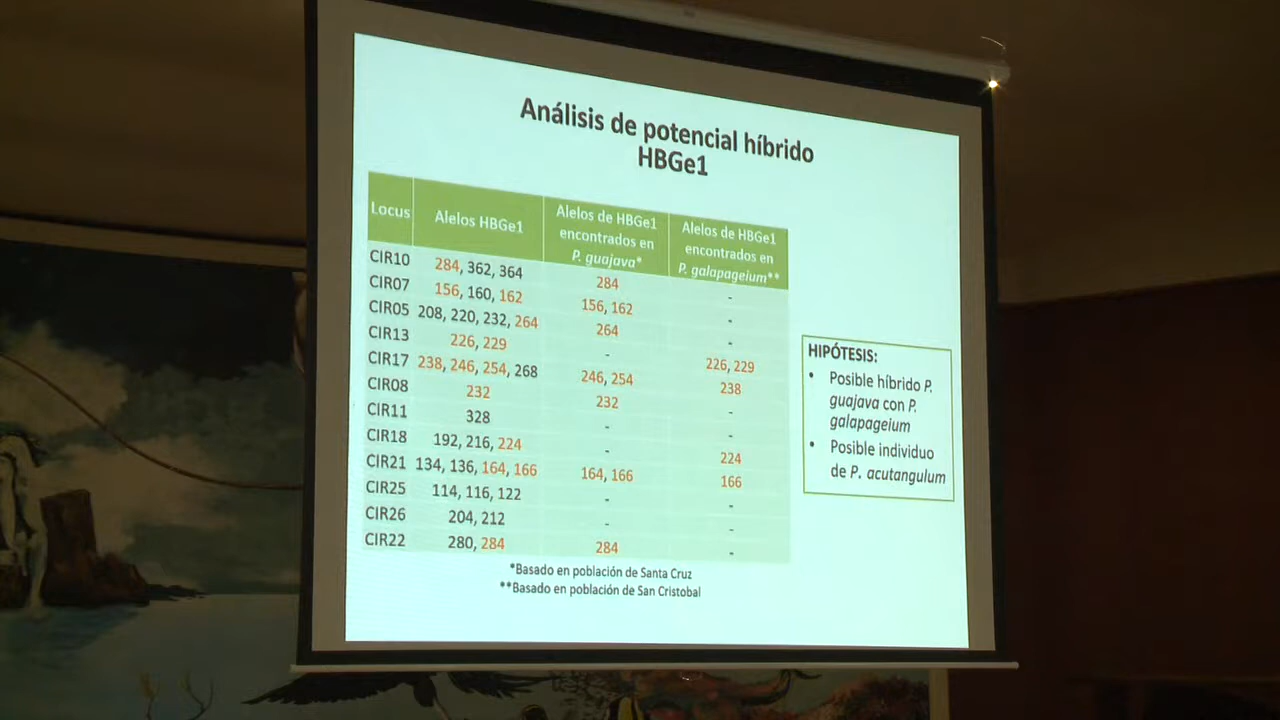 Análisis de potencial híbrido
HBGe1
Locus
Alelos HBGe1
Alelos de HBGe1
encontrados en
P. guajava*
Alelos de HBGe1
encontrados en
P. galapageium**
CIR10 284, 362, 364 284 -
CIR07 156, 160, 162 156, 162 -
CIR05 208, 220, 232, 264 264 -
CIR13 226, 229 - 226, 229
CIR17 238, 246, 254, 268 246, 254 238
CIR08 232 232 -
CIR11 328 - -
CIR18 192, 216, 224 - 224
CIR21 134, 136, 164, 166 164, 166 166
CIR25 114, 116, 122 - -
CIR26 204, 212 - -
CIR22 280, 284 284 -
*Basado en población de Santa Cruz
**Basado en población de San Cristobal
HIPÓTESIS:
• Posible híbrido P.
guajava con P.
galapageium
• Posible individuo
de P. acutangulum